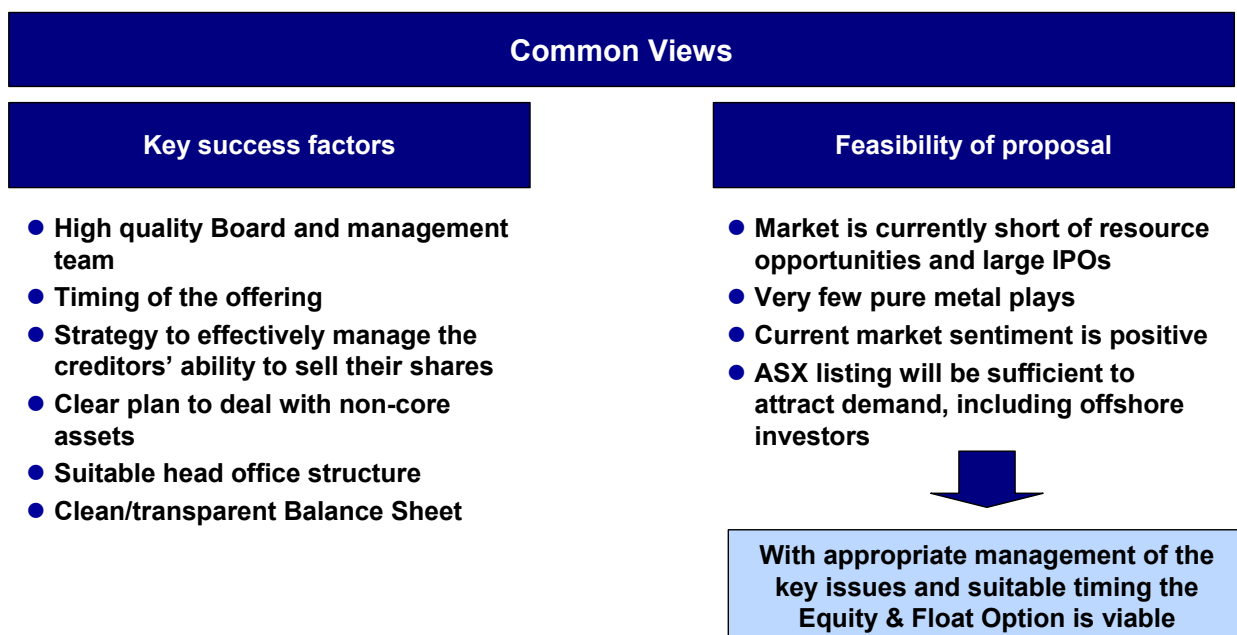 Common Views
Key success factors
High quality Board and management
team
Timing of the offering
Strategy to effectively manage the
creditors’ ability to sell their shares
Clear plan to deal with non-core
assets
Suitable head office structure
Clean/transparent Balance Sheet
Feasibility of proposal
Market is currently short of resource
opportunities and large IPOs
Very few pure metal plays
Current market sentiment is positive
ASX listing will be sufficient to
attract demand, including offshore
investors
With appropriate management of the
key issues and suitable timing the
Equity & Float Option is viable